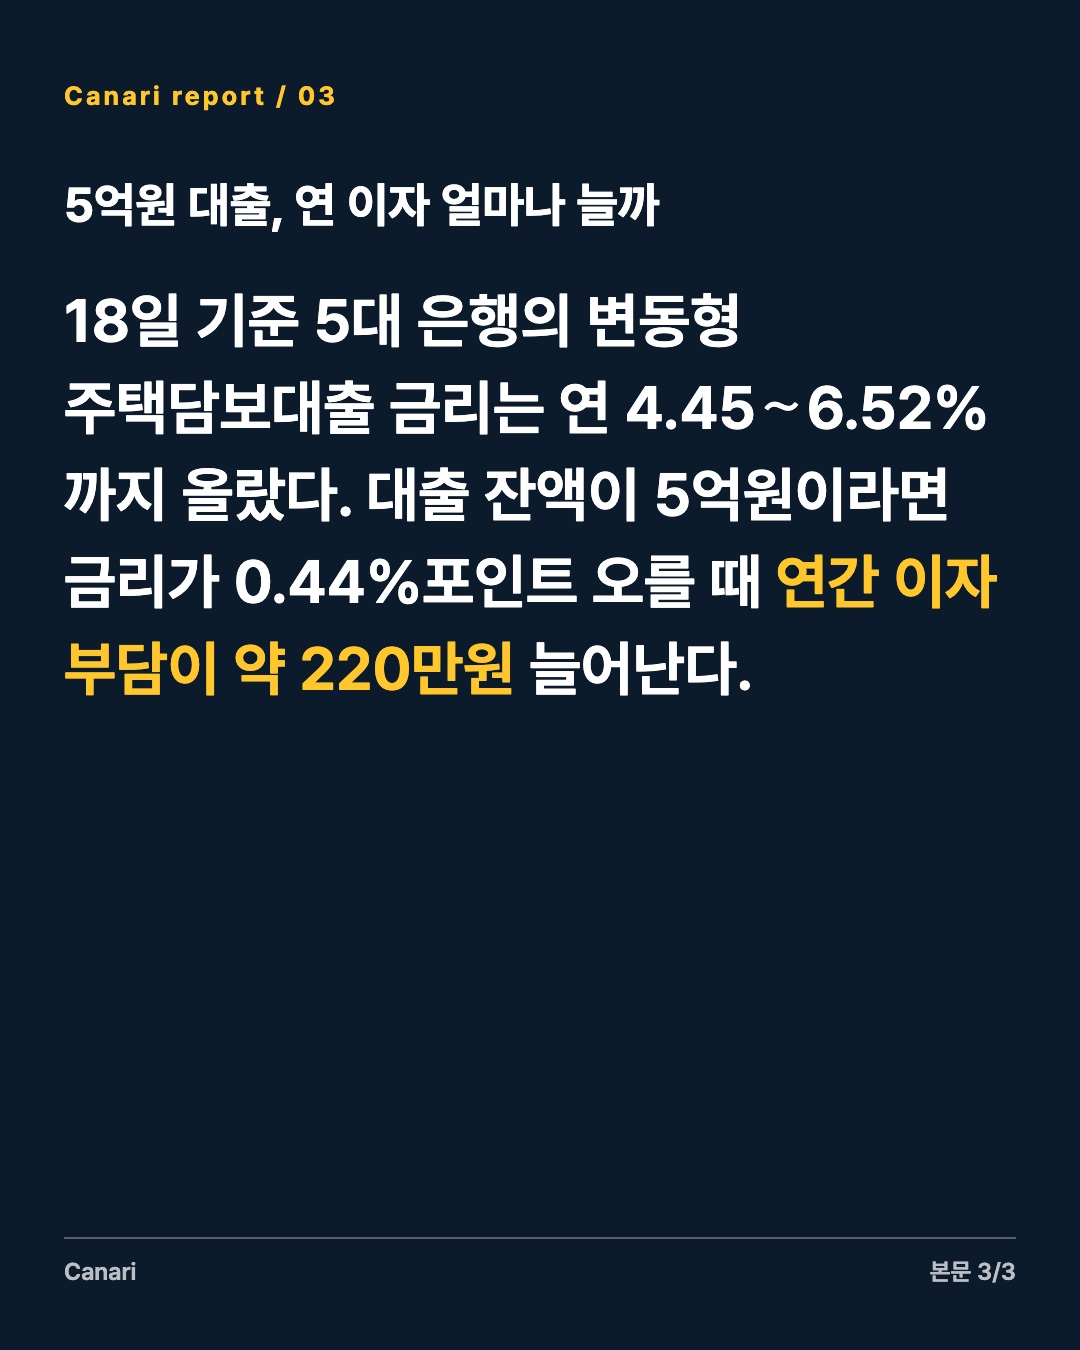 Canari report / 03
5억원 대출, 연 이자 얼마나 늘까
18일 기준 5대 은행의 변동형
주택담보대출 금리는 연 4.45~6.52%
까지 올랐다. 대출 잔액이 5억원이라면
금리가 0.44%포인트 오를 때 연간 이자
부담이 약 220만원 늘어난다.
Canari
본문 3/3